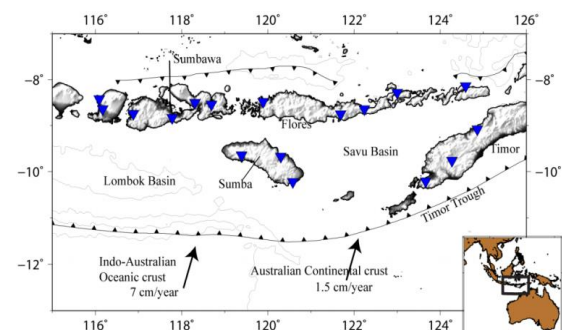 116° 118° 120° 122° 124° 126°
−8°
−10°
−12°
−8°
−10°
−12°
Sumbawa
Flores
Savu Basin
Timor
Lombok Basin
Sumba
Timor Trough
Indo-Australian
Oceanic crust
7 cm/year
Australian Continental crust
1.5 cm/year
116° 118° 120° 122° 124° 126°